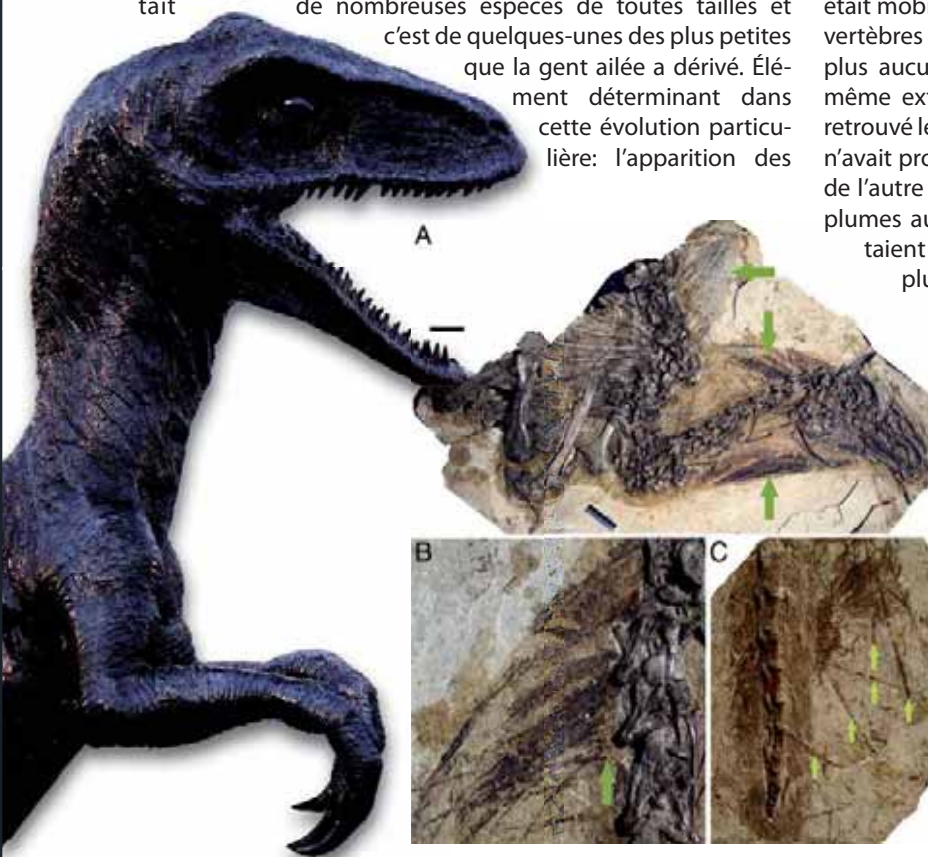 tait
de nombreuses espèces de toutes tailles et
c'est de quelques-unes des plus petites
que la gent ailée a dérivé. Élé-
ment déterminant dans
cette évolution particu-
lière: l'apparition des
était mobi
vertèbres
plus aucu
même ext
retrouvé le
n'avait pro
de l'autre
plumes au
taient
plu
A
B
C